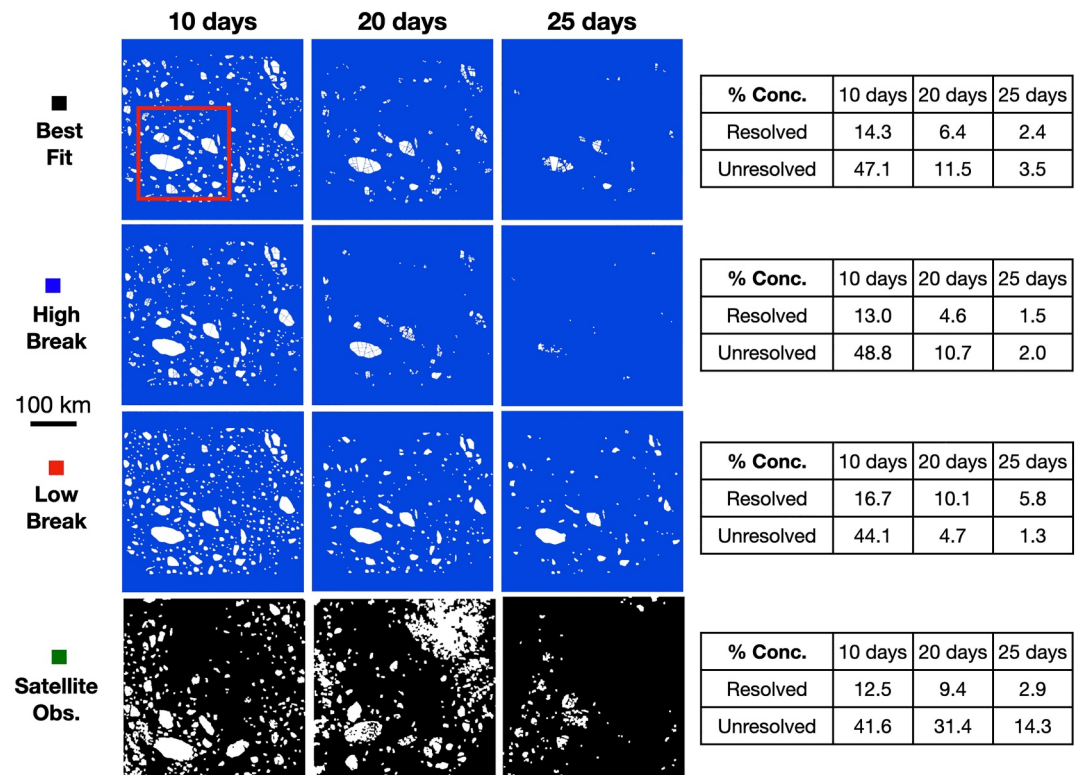 10 days 20 days 25 days
Best
Fit
% Conc. 10 days 20 days 25 days
Resolved 14.3 6.4 2.4
Unresolved 47.1 11.5 3.5
High
Break
% Conc. 10 days 20 days 25 days
Resolved 13.0 4.6 1.5
Unresolved 48.8 10.7 2.0
100 km
Low
Break
% Conc. 10 days 20 days 25 days
Resolved 16.7 10.1 5.8
Unresolved 44.1 4.7 1.3
Satellite
Obs.
% Conc. 10 days 20 days 25 days
Resolved 12.5 9.4 2.9
Unresolved 41.6 31.4 14.3